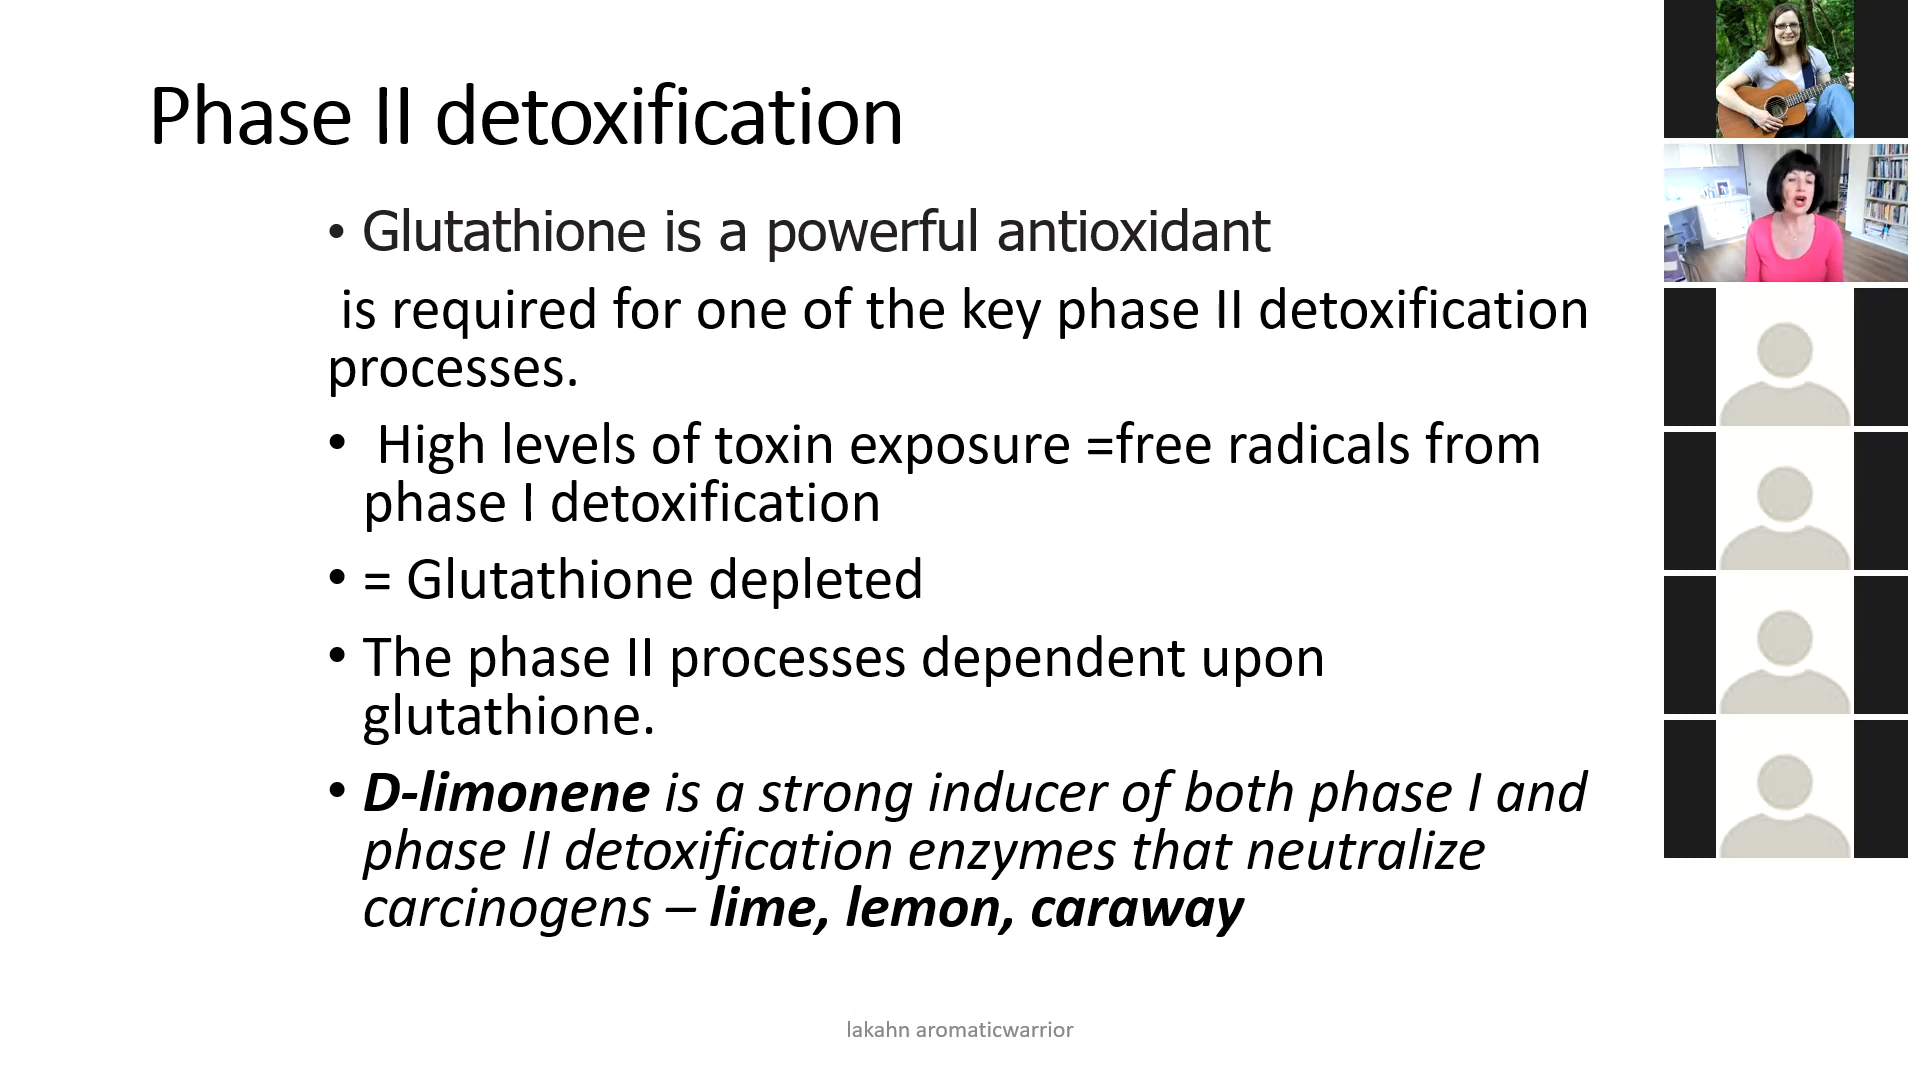 Phase II detoxification
• Glutathione is a powerful antioxidant
is required for one of the key phase II detoxification
processes.
• High levels of toxin exposure =free radicals from
phase I detoxification
• = Glutathione depleted
• The phase II processes dependent upon
glutathione.
• D-limonene is a strong inducer of both phase I and
phase II detoxification enzymes that neutralize
carcinogens – lime, lemon, caraway
lakahn aromaticwarrior